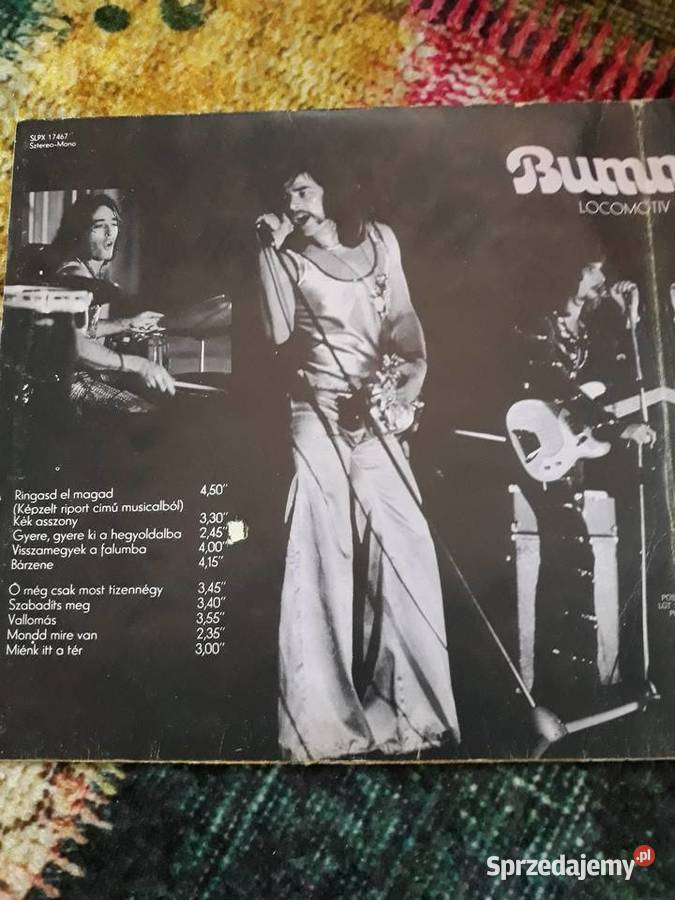 SLPX 17467
Sztereo-Mono
Bumm
LOCOMOTIV
Ringasd el magad 4,50"
(Képzelt riport című musicalból)
Kék asszony 3,30"
Gyere, gyere ki a hegyoldalba 2,45"
Visszamegyek a falumba 4,00"
Bárzene 4,15"
Ő még csak most tizennégy 3,45"
Szabadíts meg 3,40"
Vallomás 3,55"
Mondd mire van 2,35"
Miénk itt a tér 3,00"
LGT
Sprzedajemy.pl